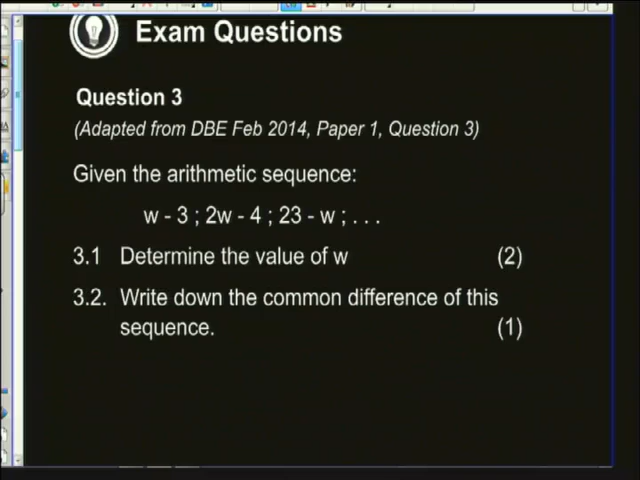 Exam Questions
Question 3
(Adapted from DBE Feb 2014, Paper 1, Question 3)
Given the arithmetic sequence:
w - 3 ; 2w - 4 ; 23 - w ; . . .
3.1 Determine the value of w (2)
3.2. Write down the common difference of this
sequence. (1)